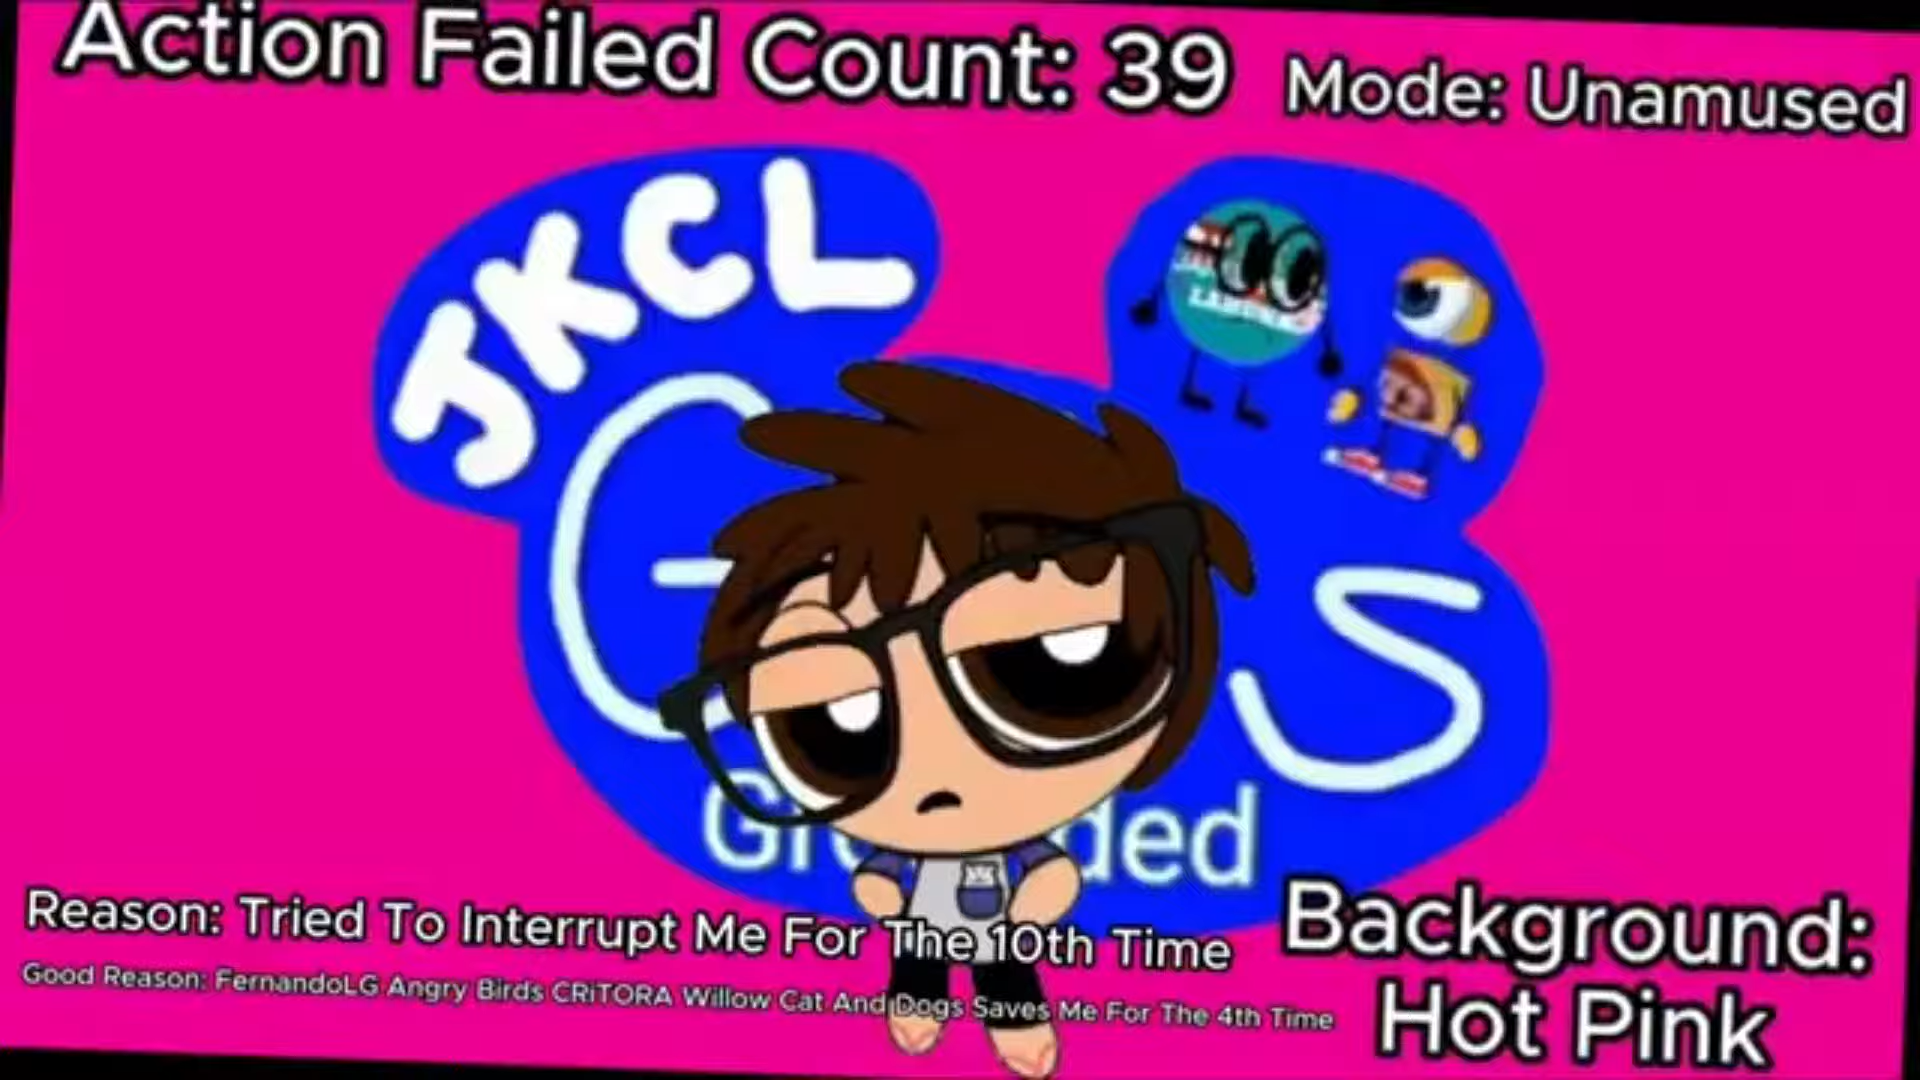 Action Failed Count: 39
Mode: Unamused
JKCL
G
S
ded
Reason: Tried To Interrupt Me For The 10th Time
Good Reason: FernandoLG Angry Birds CRiTORA Willow Cat And Dogs Saves Me For The 4th Time
Background:
Hot Pink